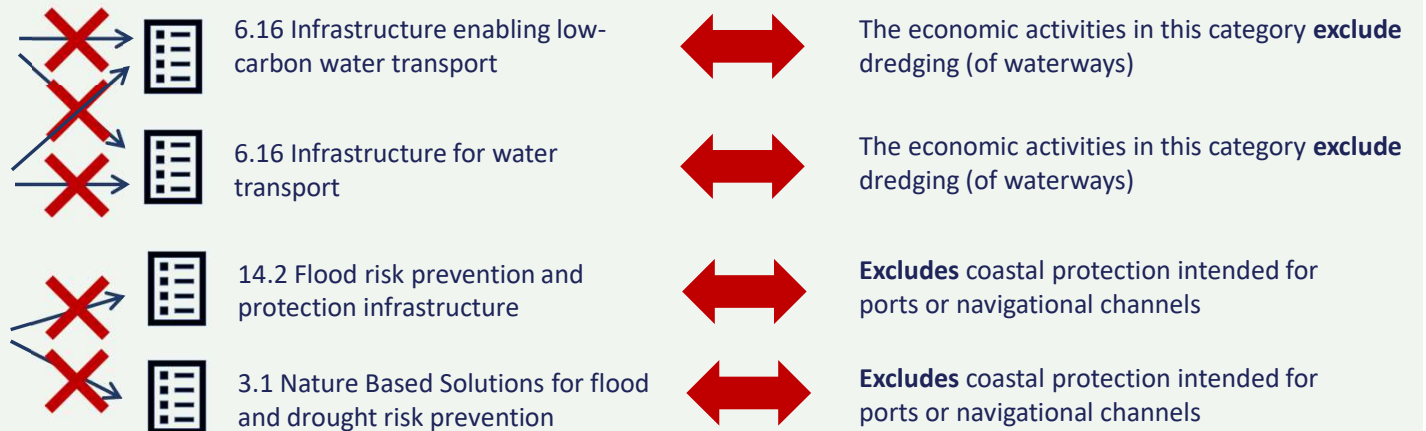 6.16 Infrastructure enabling low-
carbon water transport
The economic activities in this category exclude
dredging (of waterways)
6.16 Infrastructure for water
transport
The economic activities in this category exclude
dredging (of waterways)
14.2 Flood risk prevention and
protection infrastructure
Excludes coastal protection intended for
ports or navigational channels
3.1 Nature Based Solutions for flood
and drought risk prevention
Excludes coastal protection intended for
ports or navigational channels